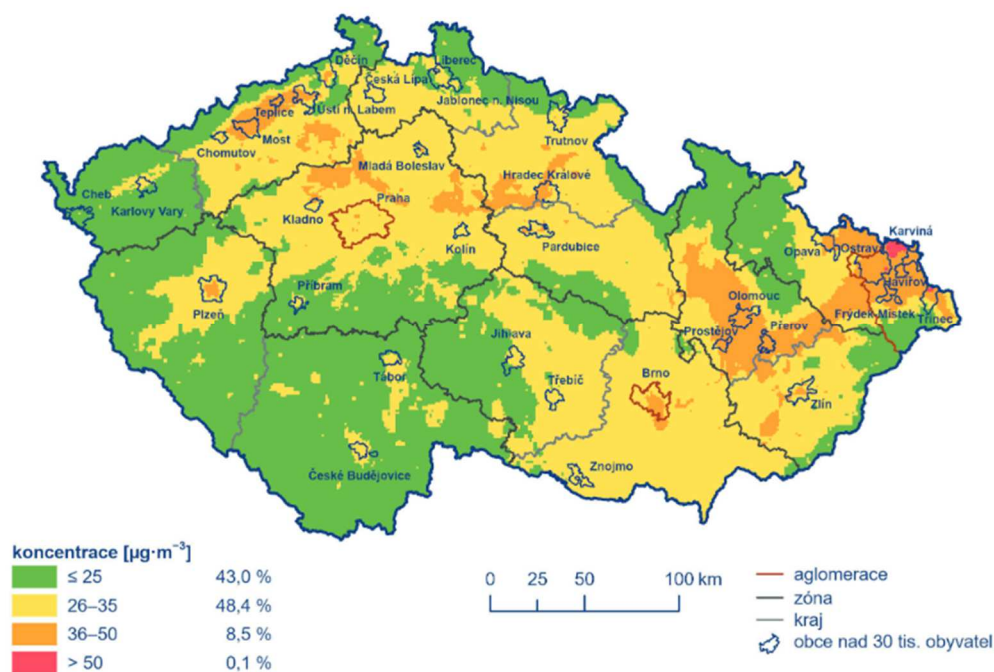 Děčín
Liberec
Česká Lípa
Jablonec n. Nisou
Teplice
Ústí n. Labem
Most
Chomutov
Trutnov
Mladá Boleslav
Hradec Králové
Cheb
Karlovy Vary
Praha
Kladno
Kolín
Pardubice
Karviná
Opava
Ostrava
Havířov
Příbram
Plzeň
Olomouc
Frýdek-Místek
Třinec
Prostějov
Přerov
Jihlava
Tábor
Třebíč
Brno
Zlín
České Budějovice
Znojmo
koncentrace [µg·m⁻³]
≤ 25 43,0 %
26–35 48,4 %
36–50 8,5 %
> 50 0,1 %
0 25 50 100 km
aglomerace
zóna
kraj
obce nad 30 tis. obyvatel